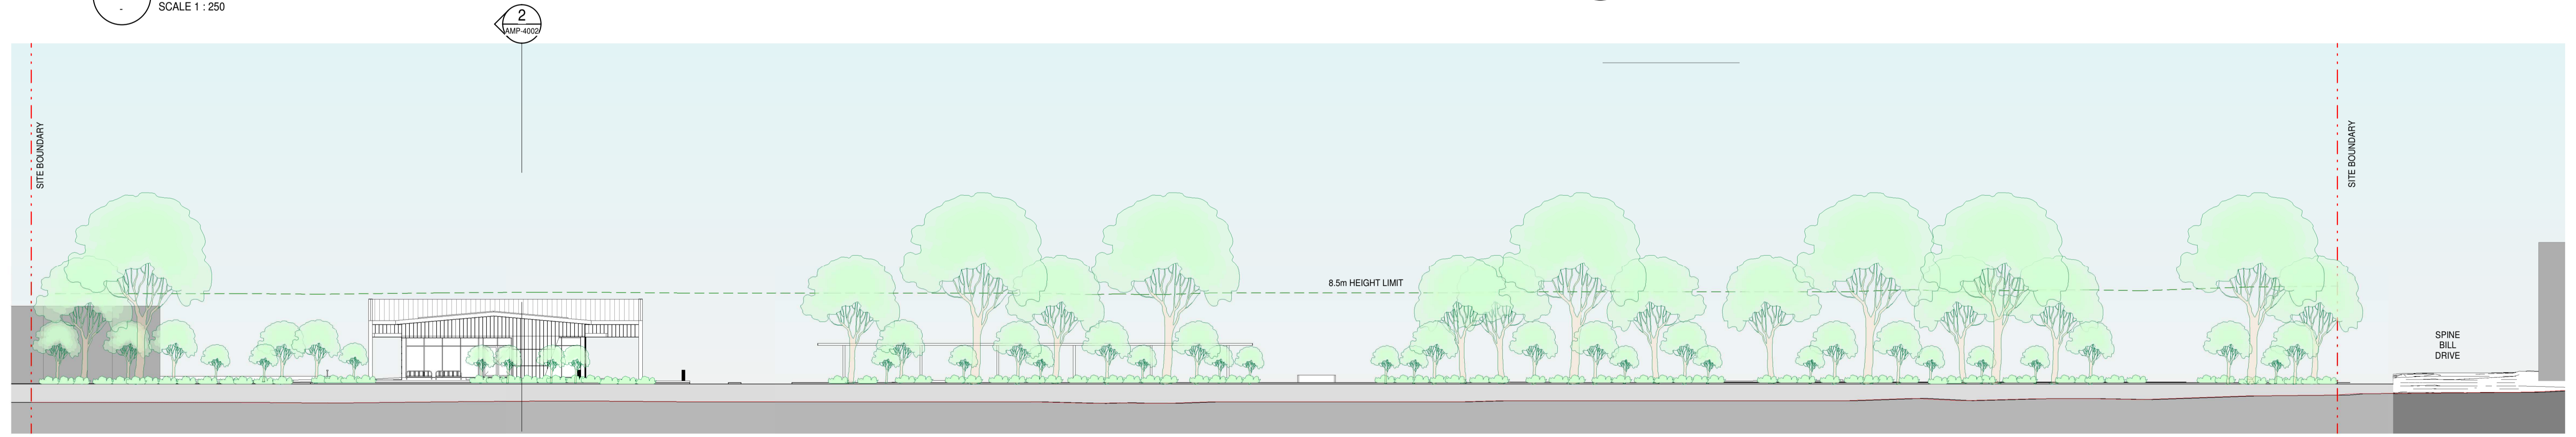 -
SCALE 1 : 250
2
AMP-4002
SITE BOUNDARY
8.5m HEIGHT LIMIT
SITE BOUNDARY
SPINE
BILL
DRIVE